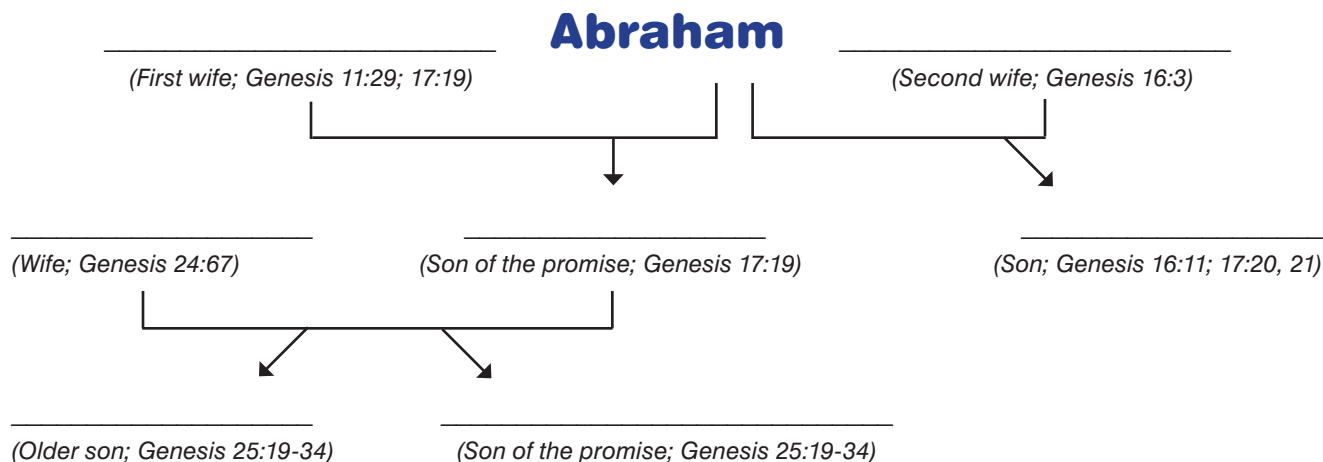 Abraham
(First wife; Genesis 11:29; 17:19)
(Second wife; Genesis 16:3)
(Wife; Genesis 24:67)
(Son of the promise; Genesis 17:19)
(Son; Genesis 16:11; 17:20, 21)
(Older son; Genesis 25:19-34)
(Son of the promise; Genesis 25:19-34)